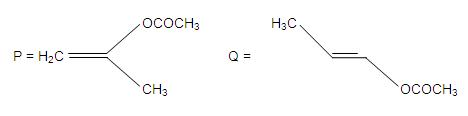 OCOCH₃ H₃C
P = H₂C Q =
CH₃ OCOCH₃